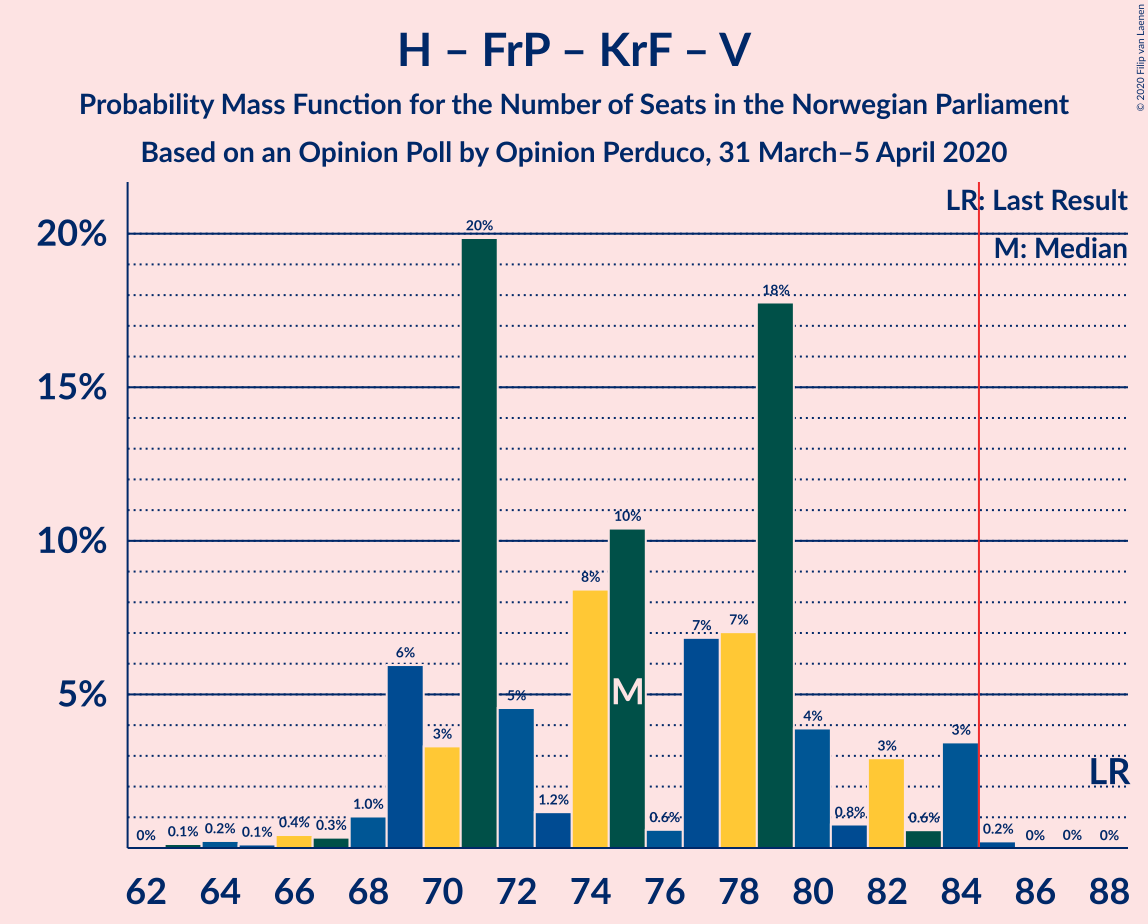 H – FrP – KrF – V
Probability Mass Function for the Number of Seats in the Norwegian Parliament
Based on an Opinion Poll by Opinion Perduco, 31 March–5 April 2020
© 2020 Filip van Laenen
LR: Last Result
M: Median
20%
15%
10%
5%
0% 0.1% 0.2% 0.1% 0.4% 0.3% 1.0% 6% 3% 20% 5% 1.2% 8% 10% 0.6% 7% 7% 18% 4% 0.8% 3% 0.6% 3% 0.2% 0% 0% 0%
M
LR
62 64 66 68 70 72 74 76 78 80 82 84 86 88